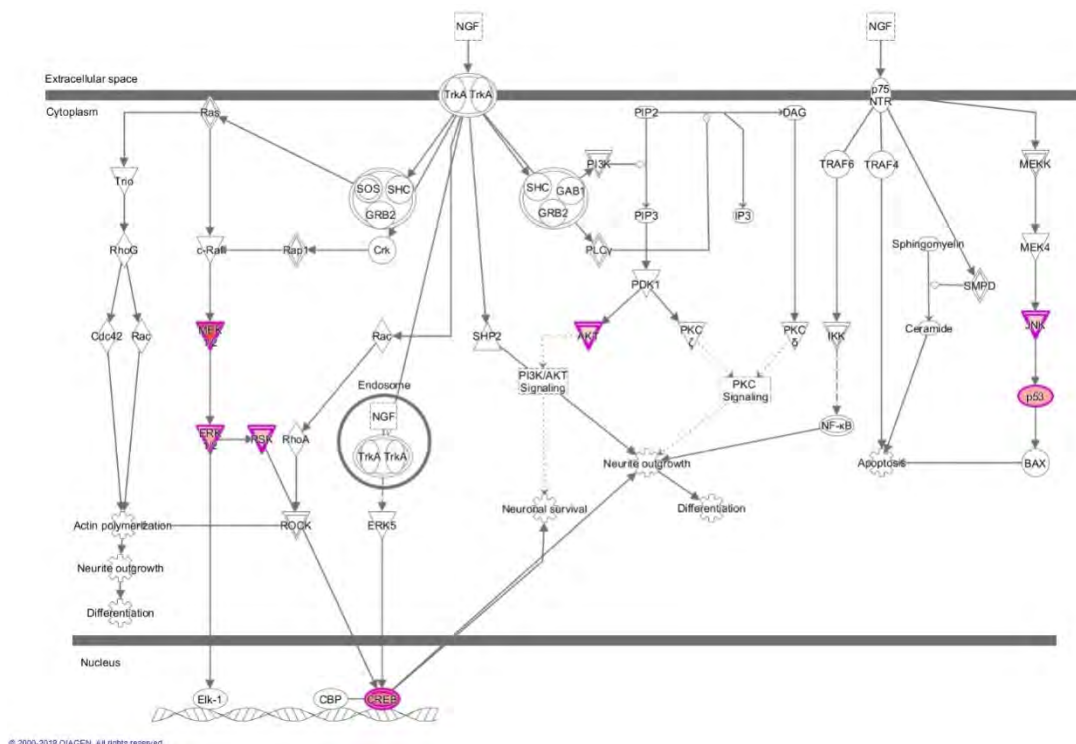 NGF
NGF
Extracellular space
TrkA TrkA
p75
NTR
Cytoplasm
Ras
PIP2
DAG
TRAF6
TRAF4
MEKK
PI3K
Trio
SOS
SHC
GRB2
SHC
GAB1
GRB2
PIP3
IP3
RhoG
c-Raf
Rap1
Crk
PLCγ
Sphingomyelin
MEK4
PDK1
SMPD
Cdc42
Rac
MEK
1/2
Rac
SHP2
AKT
PKC
ζ
PKC
δ
IKK
Ceramide
JNK
Endosome
PI3K/AKT
Signaling
PKC
Signaling
p53
NGF
NF-κB
ERK
1/2
RSK
RhoA
TrkA TrkA
Neurite outgrowth
Apoptosis
BAX
Actin polymerization
ROCK
ERK5
Neuronal survival
Differentiation
Neurite outgrowth
Differentiation
Nucleus
Elk-1
CBP
CREB
© 2000-2019 QIAGEN. All rights reserved.